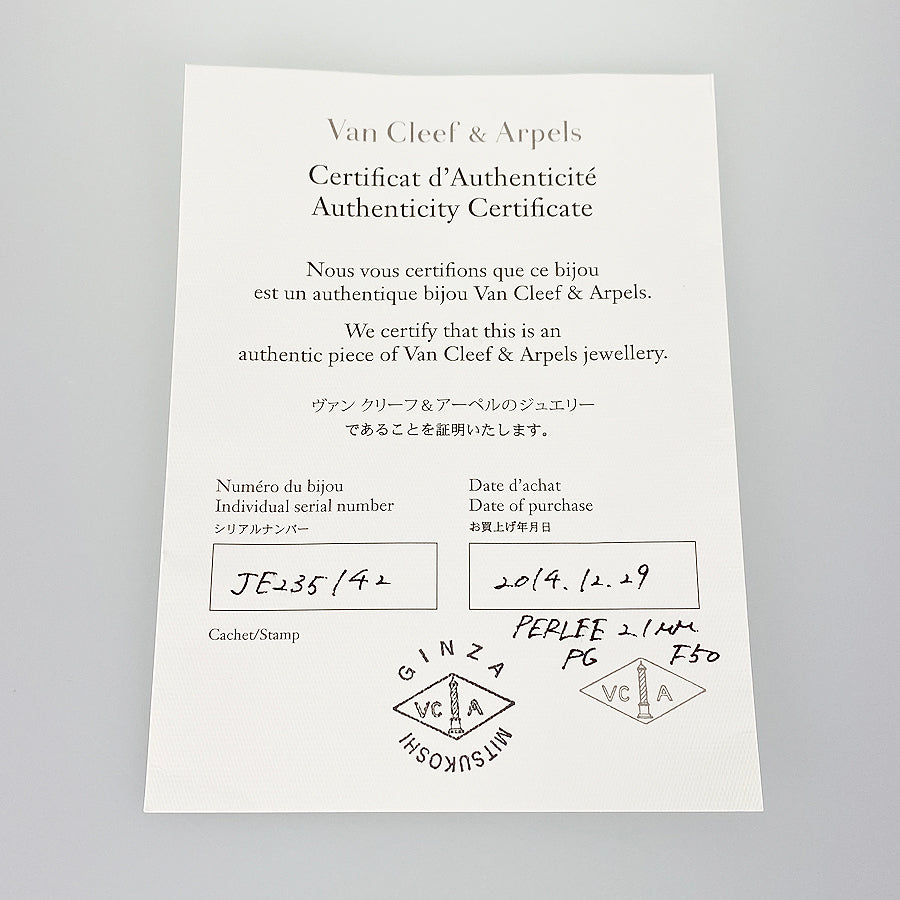 Van Cleef & Arpels
Certificat d'Authenticité
Authenticity Certificate
Nous vous certifions que ce bijou
est un authentique bijou Van Cleef & Arpels.
We certify that this is an
authentic piece of Van Cleef & Arpels jewellery.
ヴァン クリーフ＆アーペルのジュエリー
であることを証明いたします。
Numéro du bijou
Individual serial number
シリアルナンバー
JE235142
Date d'achat
Date of purchase
お買上げ年月日
2014.12.29
PERLEE 2.1mm
PG F50
Cachet/Stamp
GINZA
VC A
MITSUKOSHI
VC A